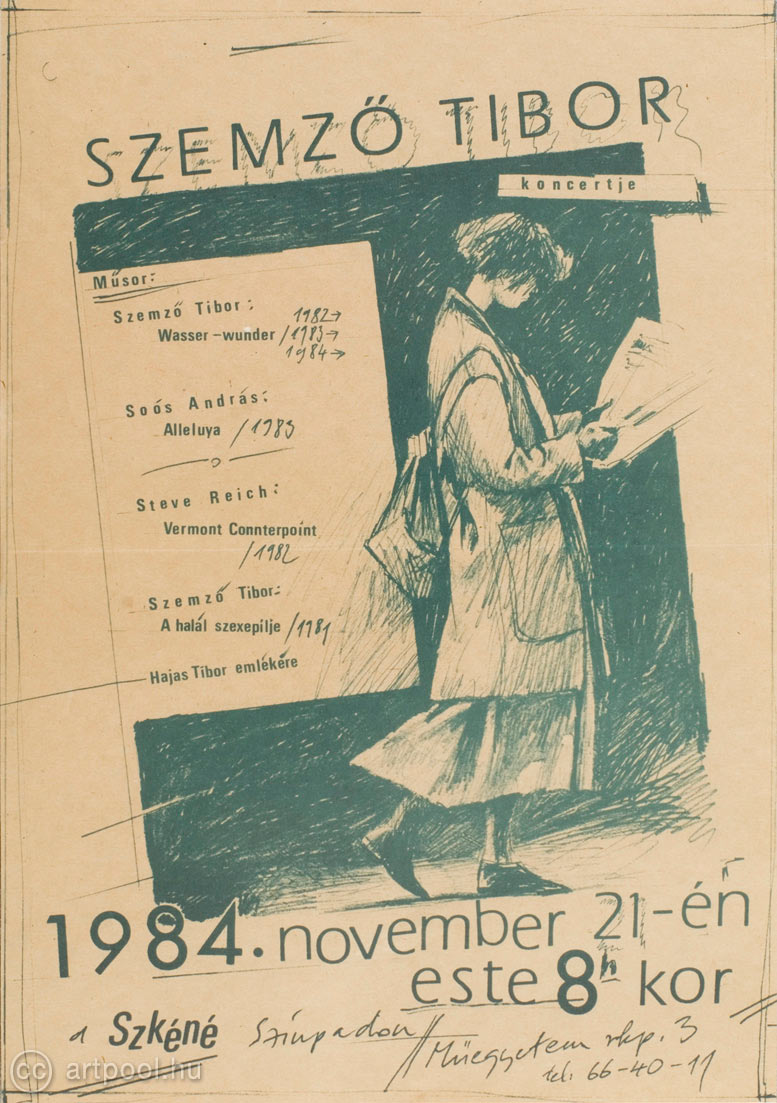 SZEMZŐ TIBOR
koncertje
Műsor:
Szemző Tibor: 1982→
Wasser-wunder /1983→
1984→
Soós András:
Alleluya /1983
Steve Reich:
Vermont Connterpoint
/1982
Szemző Tibor:
A halál szexepilje /1981
Hajas Tibor emlékére
1984. november 21-én
este 8h kor
a Szkéné Színpadon // Műegyetem rkp. 3
tel: 66-40-11
cc artpool.hu